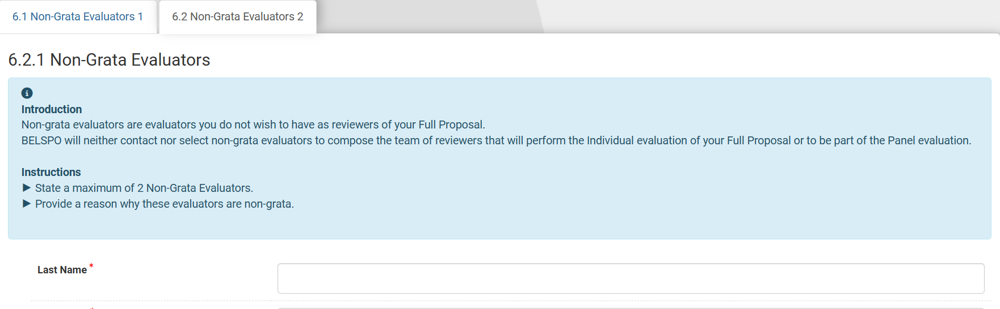 6.1 Non-Grata Evaluators 1
6.2 Non-Grata Evaluators 2
6.2.1 Non-Grata Evaluators
Introduction
Non-grata evaluators are evaluators you do not wish to have as reviewers of your Full Proposal.
BELSPO will neither contact nor select non-grata evaluators to compose the team of reviewers that will perform the Individual evaluation of your Full Proposal or to be part of the Panel evaluation.
Instructions
► State a maximum of 2 Non-Grata Evaluators.
► Provide a reason why these evaluators are non-grata.
Last Name *